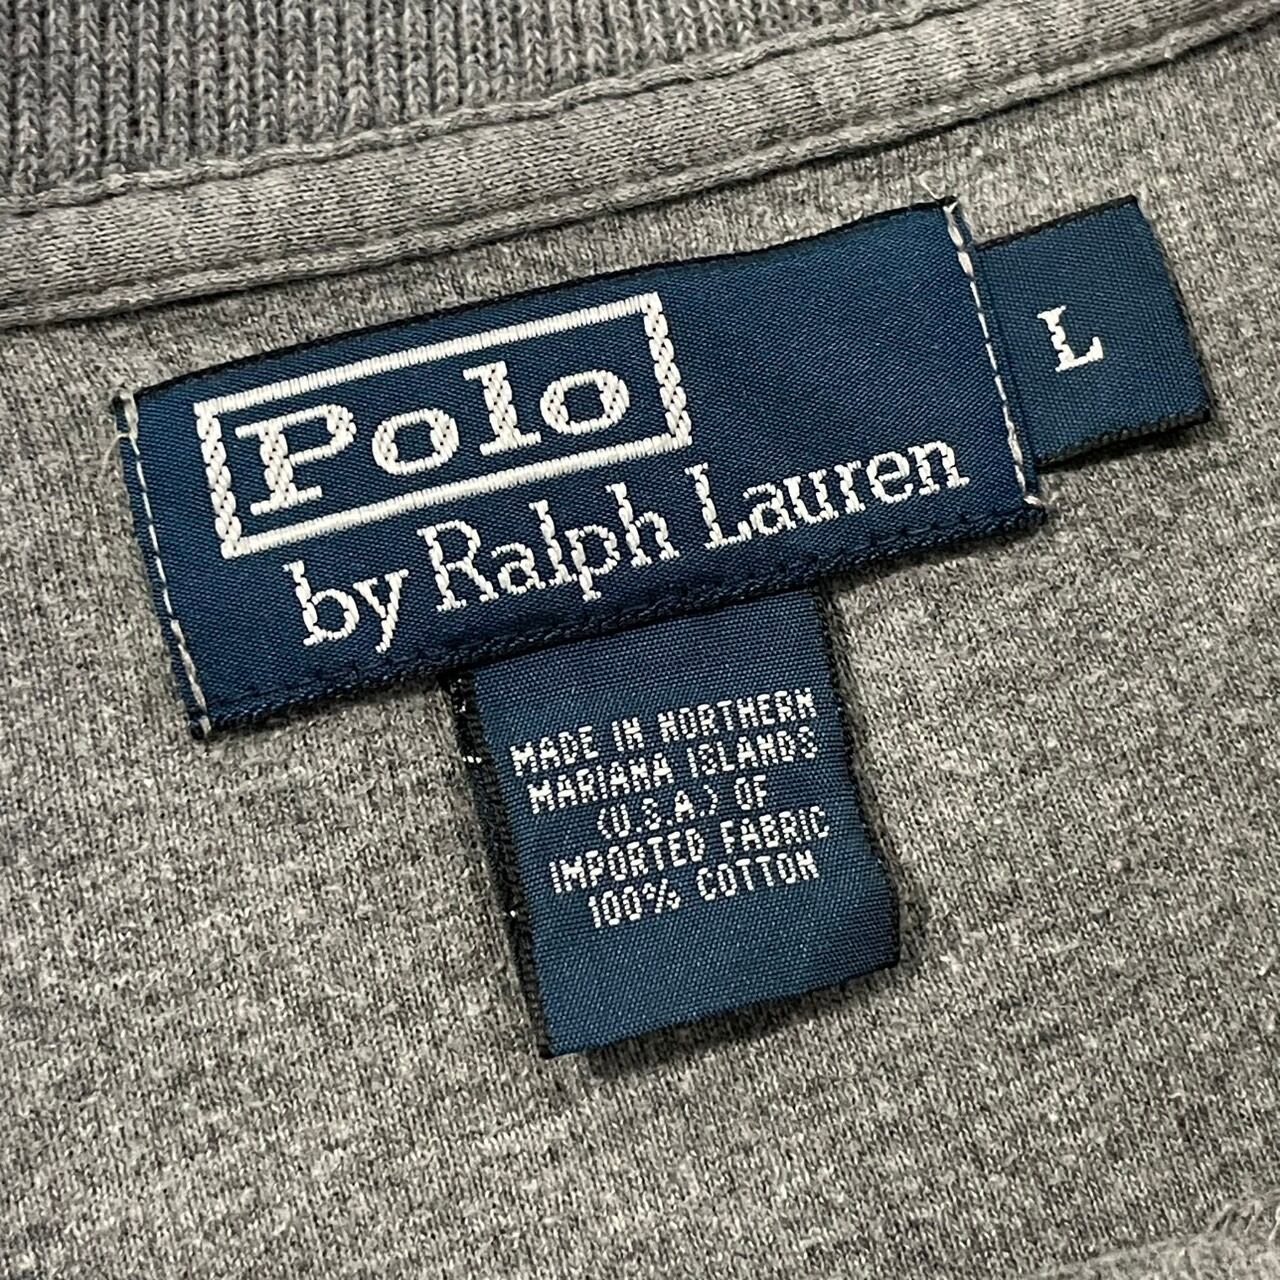 Polo
by Ralph Lauren
L
MADE IN NORTHERN
MARIANA ISLANDS
(U.S.A.) OF
IMPORTED FABRIC
100% COTTON